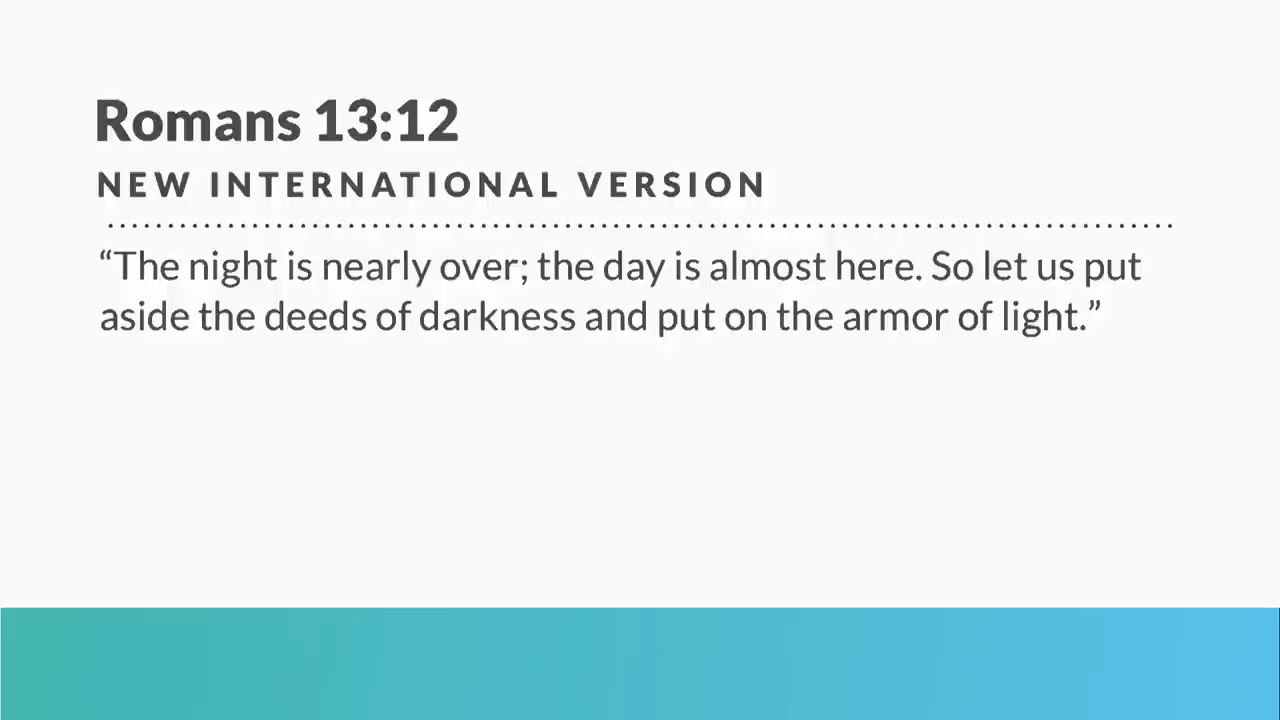 Romans 13:12
NEW INTERNATIONAL VERSION
“The night is nearly over; the day is almost here. So let us put
aside the deeds of darkness and put on the armor of light.”